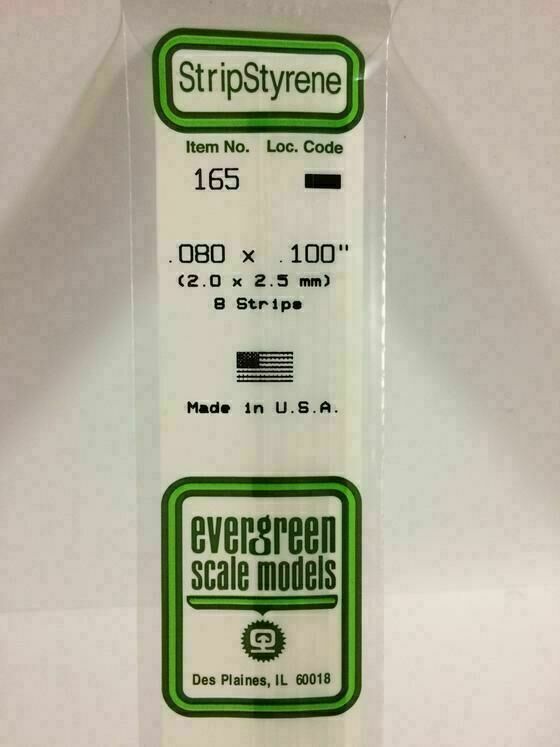 StripStyrene
Item No. Loc. Code
165
.080 x .100"
(2.0 x 2.5 mm)
8 Strips
Made in U.S.A.
evergreen
scale models
Des Plaines, IL 60018